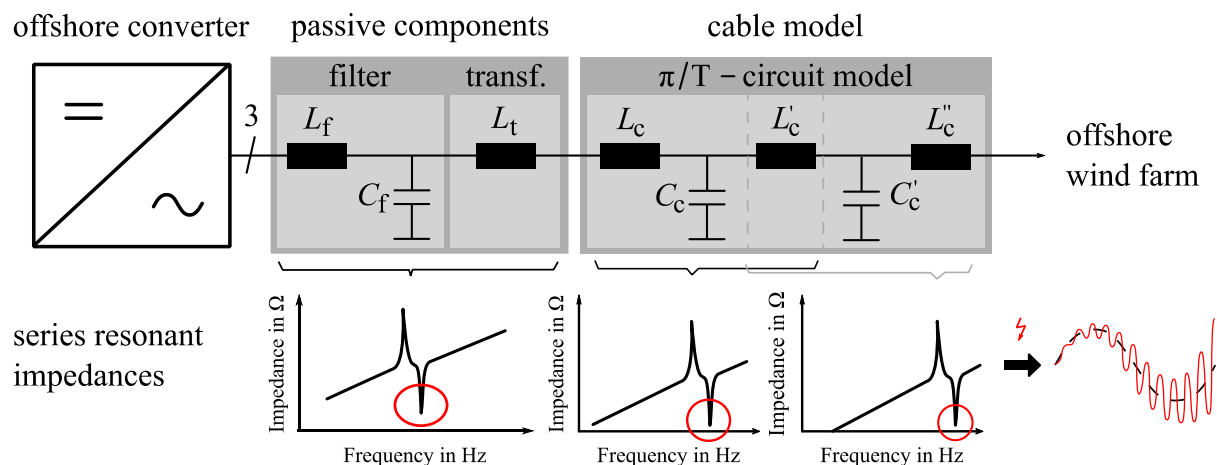 offshore converter
passive components
cable model
filter
transf.
π/T – circuit model
3
L_f
L_t
L_c
L'_c
L''_c
C_f
C_c
C'_c
offshore
wind farm
series resonant
impedances
Impedance in Ω
Frequency in Hz
Impedance in Ω
Frequency in Hz
Impedance in Ω
Frequency in Hz